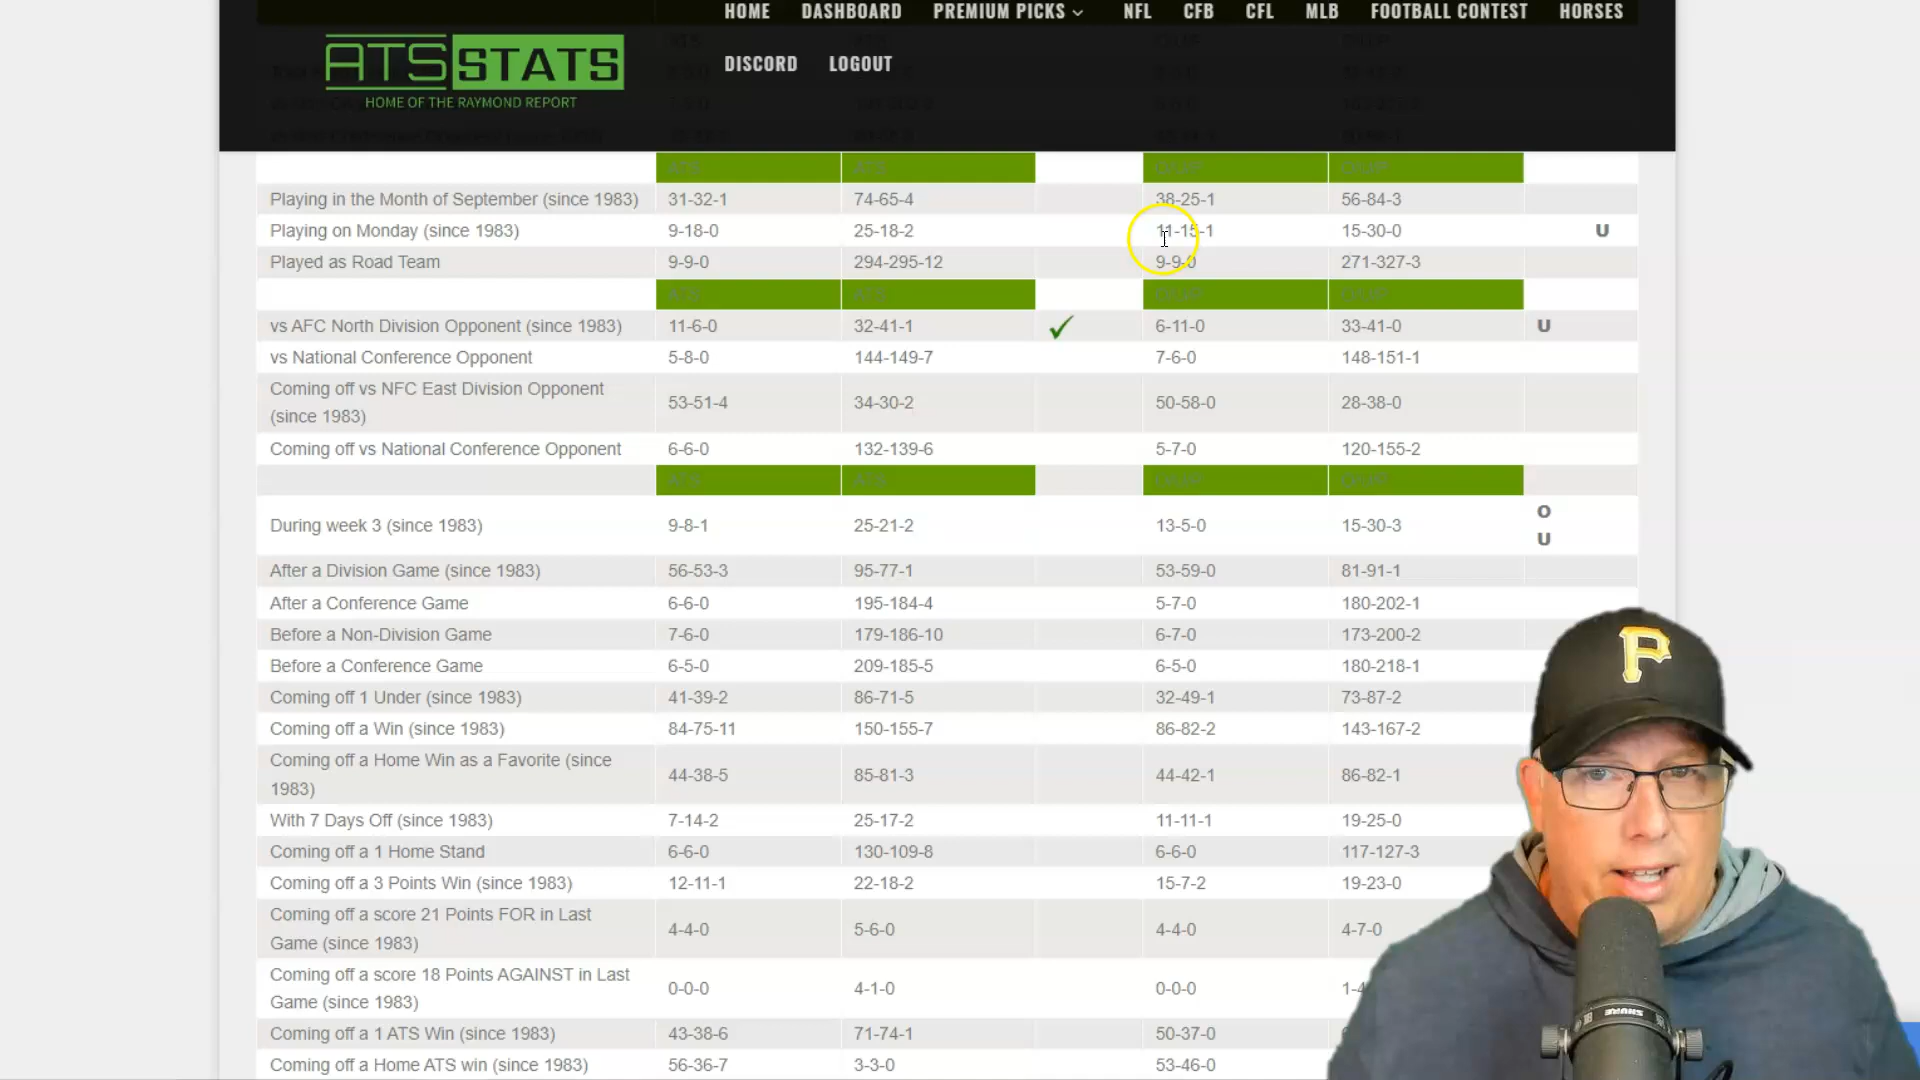 HOME DASHBOARD PREMIUM PICKS NFL CFB CFL MLB FOOTBALL CONTEST HORSES
ATS STATS
DISCORD LOGOUT
HOME OF THE RAYMOND REPORT
ATS ATS O/U/P O/U/P
Playing in the Month of September (since 1983) 31-32-1 74-65-4 38-25-1 56-84-3
Playing on Monday (since 1983) 9-18-0 25-18-2 11-15-1 15-30-0 U
Played as Road Team 9-9-0 294-295-12 9-9-0 271-327-3
ATS ATS O/U/P O/U/P
vs AFC North Division Opponent (since 1983) 11-6-0 32-41-1 6-11-0 33-41-0 U
vs National Conference Opponent 5-8-0 144-149-7 7-6-0 148-151-1
Coming off vs NFC East Division Opponent
(since 1983) 53-51-4 34-30-2 50-58-0 28-38-0
Coming off vs National Conference Opponent 6-6-0 132-139-6 5-7-0 120-155-2
ATS ATS O/U/P O/U/P
During week 3 (since 1983) 9-8-1 25-21-2 13-5-0 15-30-3 O
U
After a Division Game (since 1983) 56-53-3 95-77-1 53-59-0 81-91-1
After a Conference Game 6-6-0 195-184-4 5-7-0 180-202-1
Before a Non-Division Game 7-6-0 179-186-10 6-7-0 173-200-2
Before a Conference Game 6-5-0 209-185-5 6-5-0 180-218-1
Coming off 1 Under (since 1983) 41-39-2 86-71-5 32-49-1 73-87-2
Coming off a Win (since 1983) 84-75-11 150-155-7 86-82-2 143-167-2
Coming off a Home Win as a Favorite (since
1983) 44-38-5 85-81-3 44-42-1 86-82-1
With 7 Days Off (since 1983) 7-14-2 25-17-2 11-11-1 19-25-0
Coming off a 1 Home Stand 6-6-0 130-109-8 6-6-0 117-127-3
Coming off a 3 Points Win (since 1983) 12-11-1 22-18-2 15-7-2 19-23-0
Coming off a score 21 Points FOR in Last
Game (since 1983) 4-4-0 5-6-0 4-4-0 4-7-0
Coming off a score 18 Points AGAINST in Last
Game (since 1983) 0-0-0 4-1-0 0-0-0
Coming off a 1 ATS Win (since 1983) 43-38-6 71-74-1 50-37-0
Coming off a Home ATS win (since 1983) 56-36-7 3-3-0 53-46-0
P
SHURE